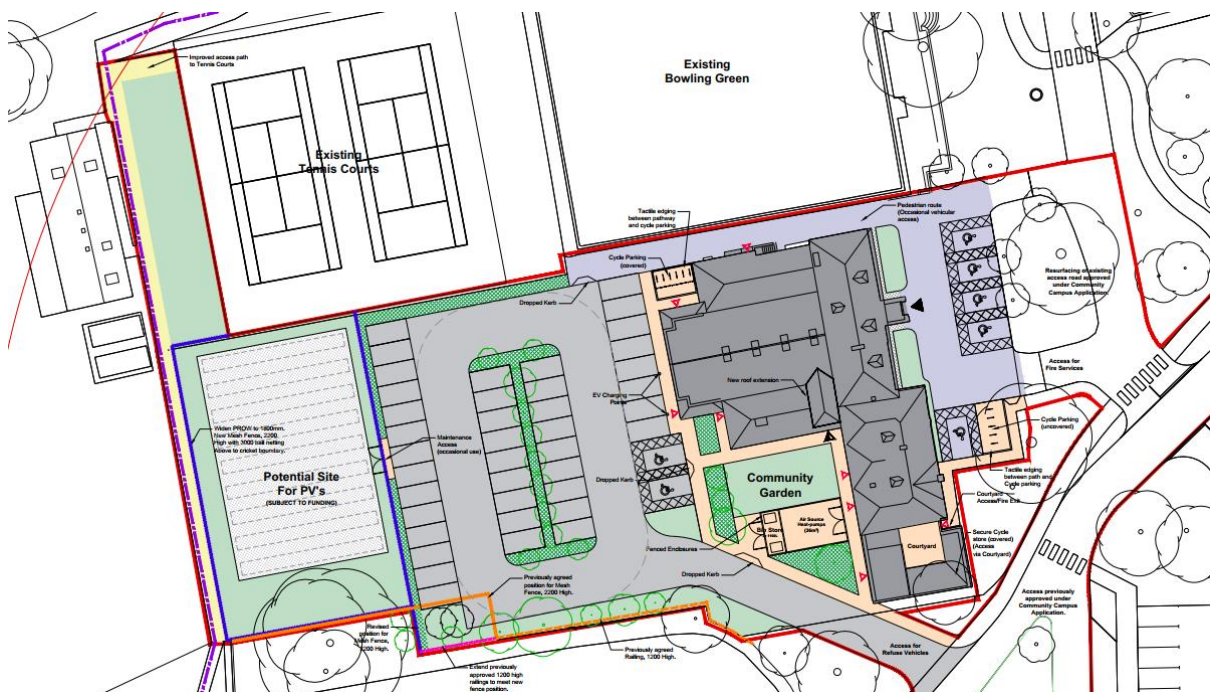 Improved access path
to Tennis Courts
Existing
Bowling Green
Existing
Tennis Courts
Tactile edging
between pathway
and cycle parking
Pedestrian route
(Occasional vehicular
access)
Cycle Parking
(covered)
Dropped Kerb
Resurfacing of existing
access road approved
under Community
Campus Application
Access for
Fire Services
New roof extension
EV Charging
Points
Cycle Parking
(uncovered)
Widen PROW to 1800mm.
New Mesh Fence, 2200
High with 3000 ball netting
Above to cricket boundary.
Maintenance
Access
(occasional use)
Potential Site
For PV's
(SUBJECT TO FUNDING)
Dropped Kerb
Community
Garden
Tactile edging
between path and
Cycle parking
Courtyard
Access/Fire Exit
Bin Store
Air Source
Heat-pumps
Secure Cycle
store (covered)
(Access
via Courtyard)
Fenced Enclosures
Courtyard
Dropped Kerb
Previously agreed
position for Mesh
Fence, 2200 High.
Access previously
approved under
Community Campus
Application.
Revised
position for
Mesh Fence,
2200 High.
Previously agreed
Railing, 1200 High.
Access for
Refuse Vehicles
Extend previously
approved 1200 high
railings to meet new
fence position.